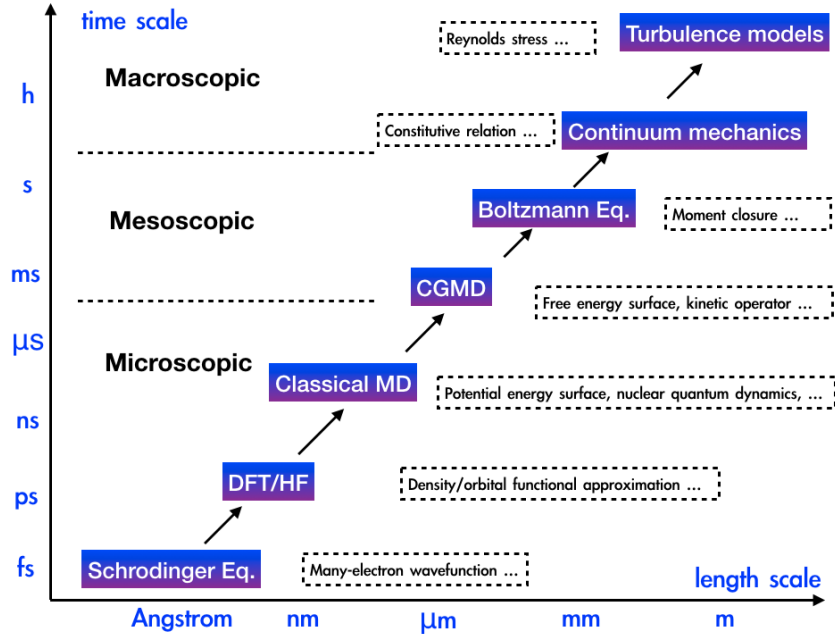 time scale
Reynolds stress ...
Turbulence models
Macroscopic
h
Constitutive relation ...
Continuum mechanics
s
Mesoscopic
Boltzmann Eq.
Moment closure ...
ms
CGMD
Free energy surface, kinetic operator ...
μs
Microscopic
Classical MD
Potential energy surface, nuclear quantum dynamics, ...
ns
DFT/HF
Density/orbital functional approximation ...
ps
fs
Schrodinger Eq.
Many-electron wavefunction ...
length scale
Angstrom nm μm mm m